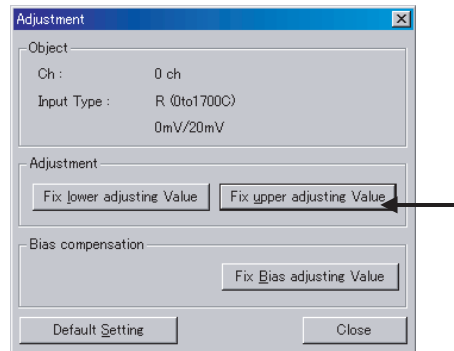 Adjustment
Object
Ch : 0 ch
Input Type : R (0to1700C)
0mV/20mV
Adjustment
Fix lower adjusting Value Fix upper adjusting Value
Bias compensation
Fix Bias adjusting Value
Default Setting Close